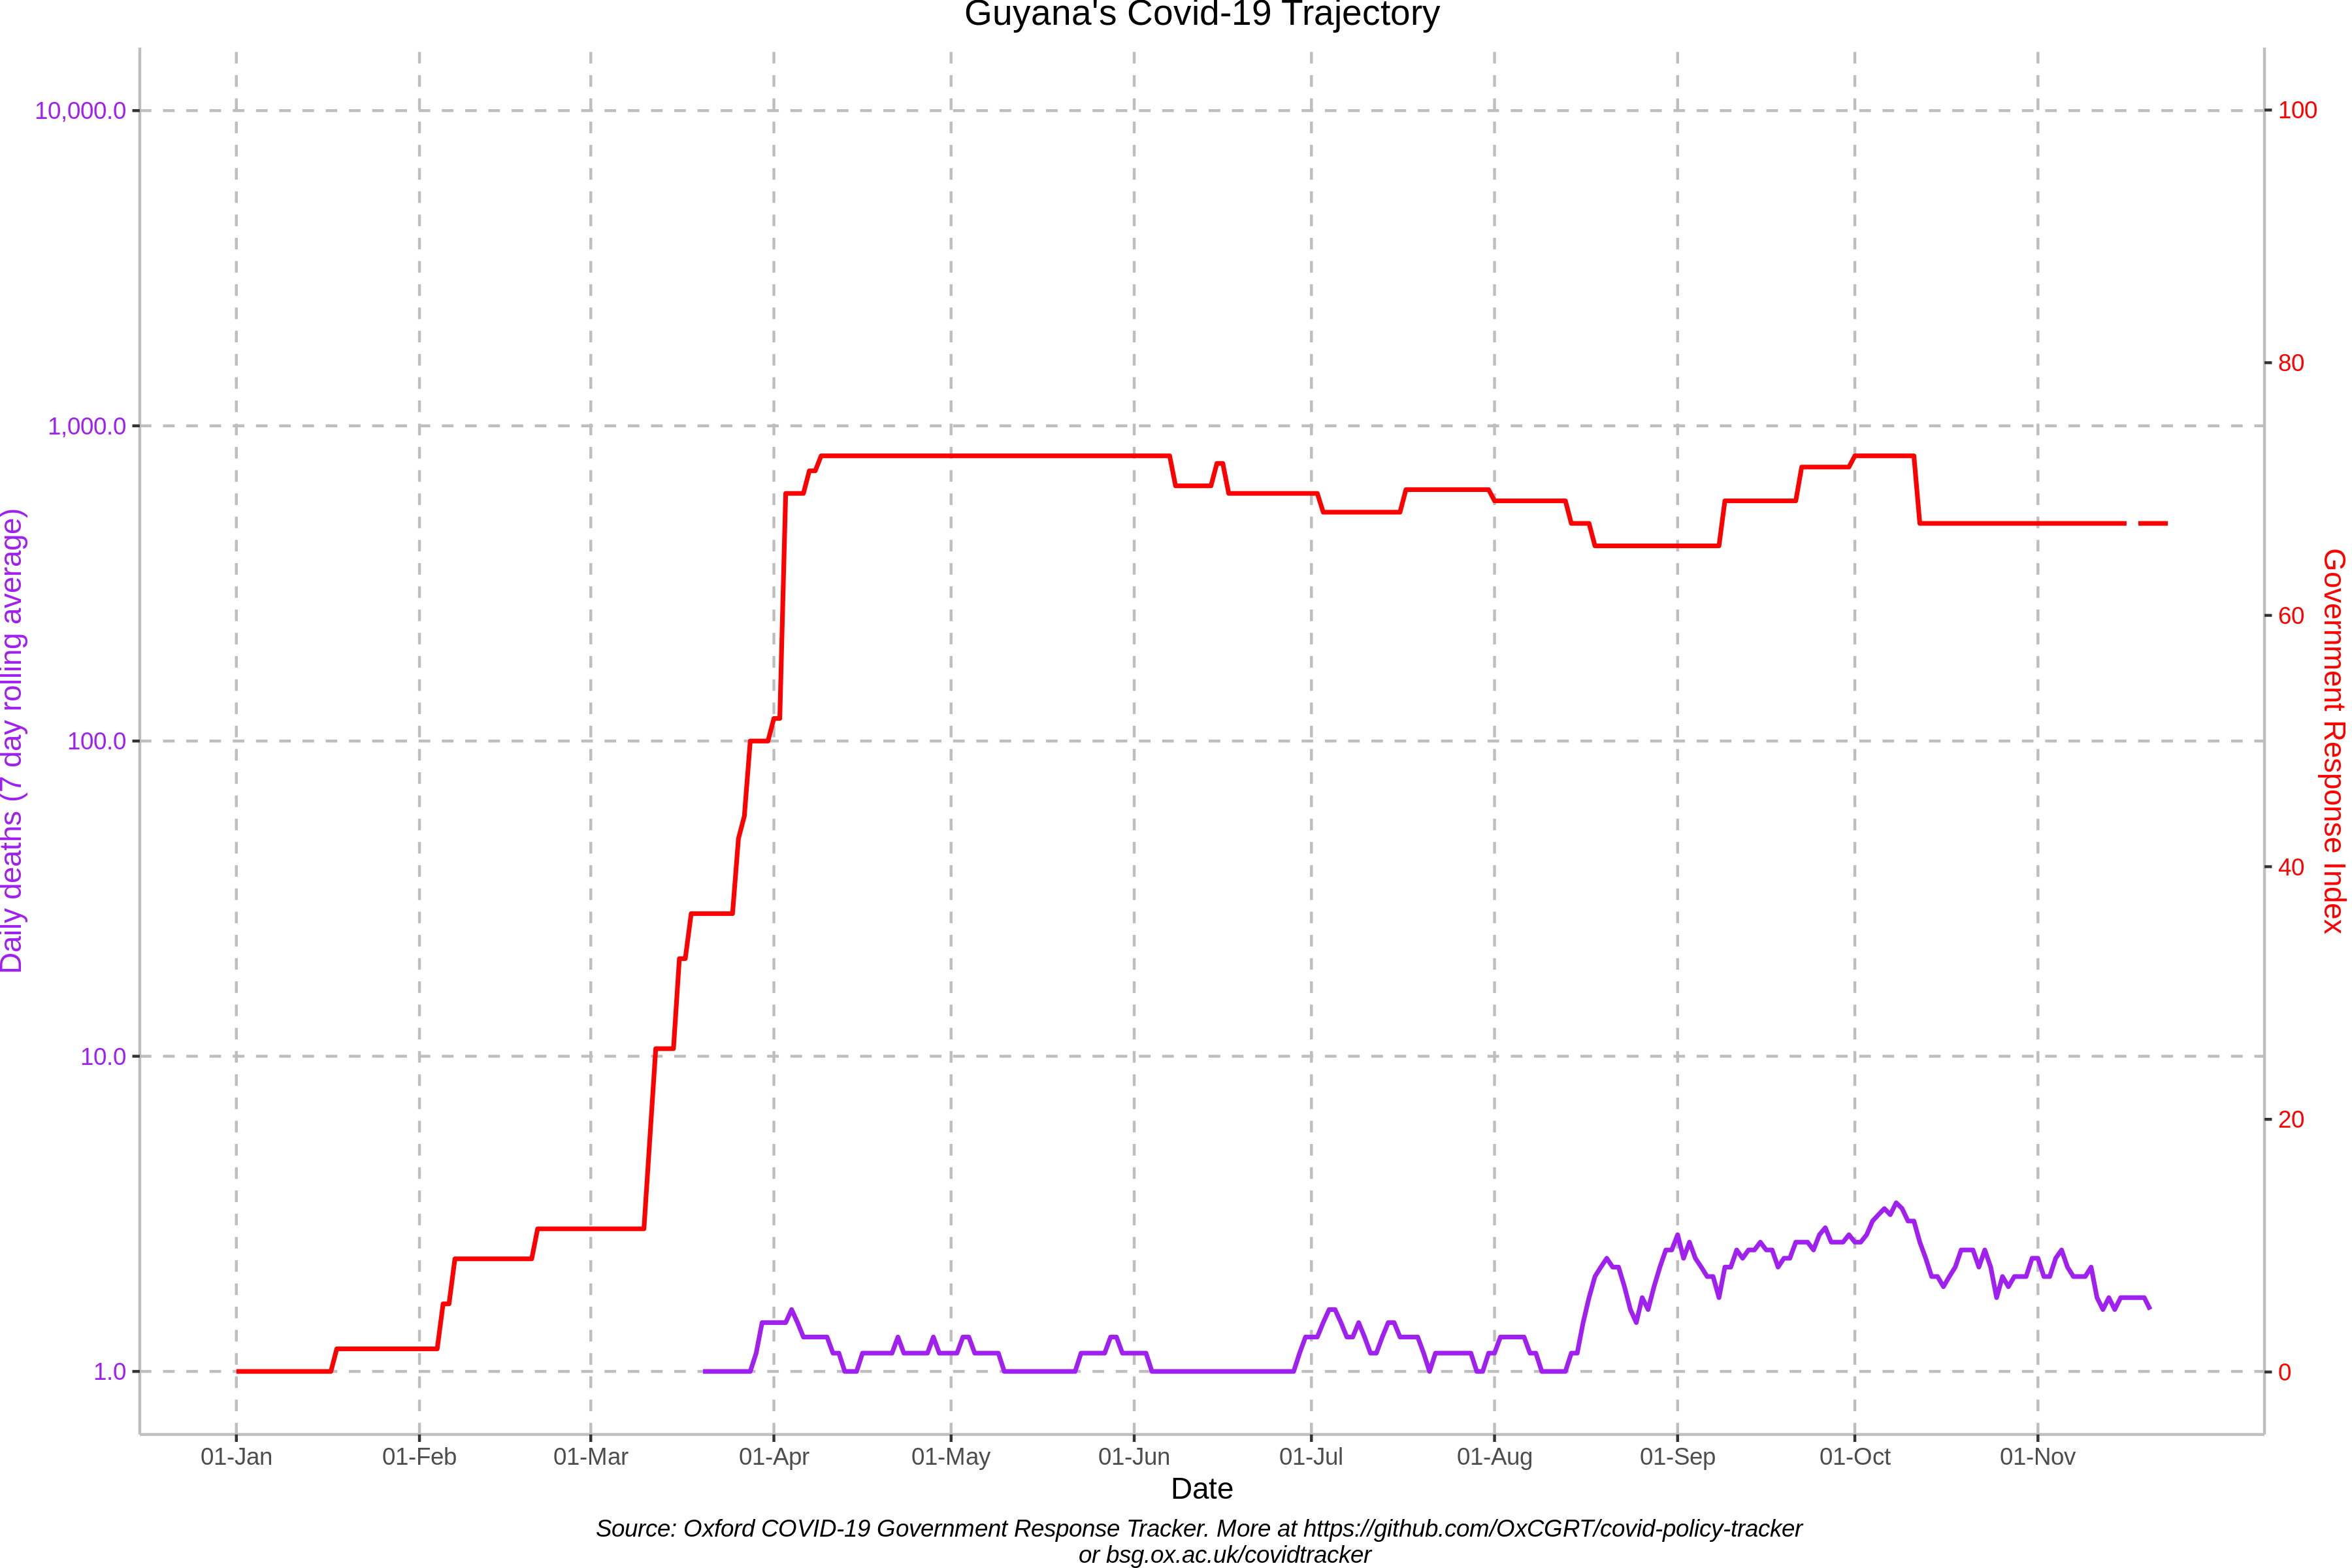 Guyana's Covid-19 Trajectory
Daily deaths (7 day rolling average)
10,000.0
1,000.0
100.0
10.0
1.0
100
80
60
40
20
0
Government Response Index
01-Jan 01-Feb 01-Mar 01-Apr 01-May 01-Jun 01-Jul 01-Aug 01-Sep 01-Oct 01-Nov
Date
Source: Oxford COVID-19 Government Response Tracker. More at https://github.com/OxCGRT/covid-policy-tracker
or bsg.ox.ac.uk/covidtracker